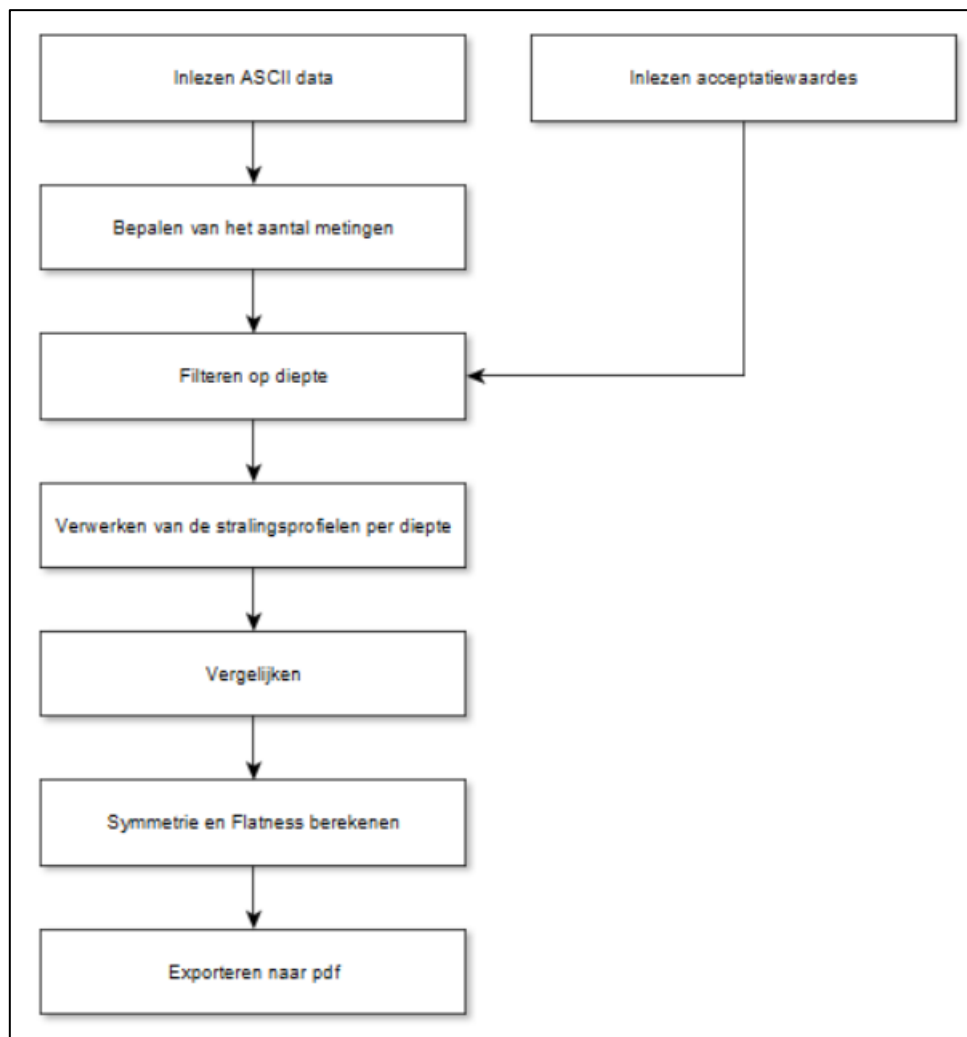 Inlezen ASCII data
Inlezen acceptatiewaardes
Bepalen van het aantal metingen
Filteren op diepte
Verwerken van de stralingsprofielen per diepte
Vergelijken
Symmetrie en Flatness berekenen
Exporteren naar pdf